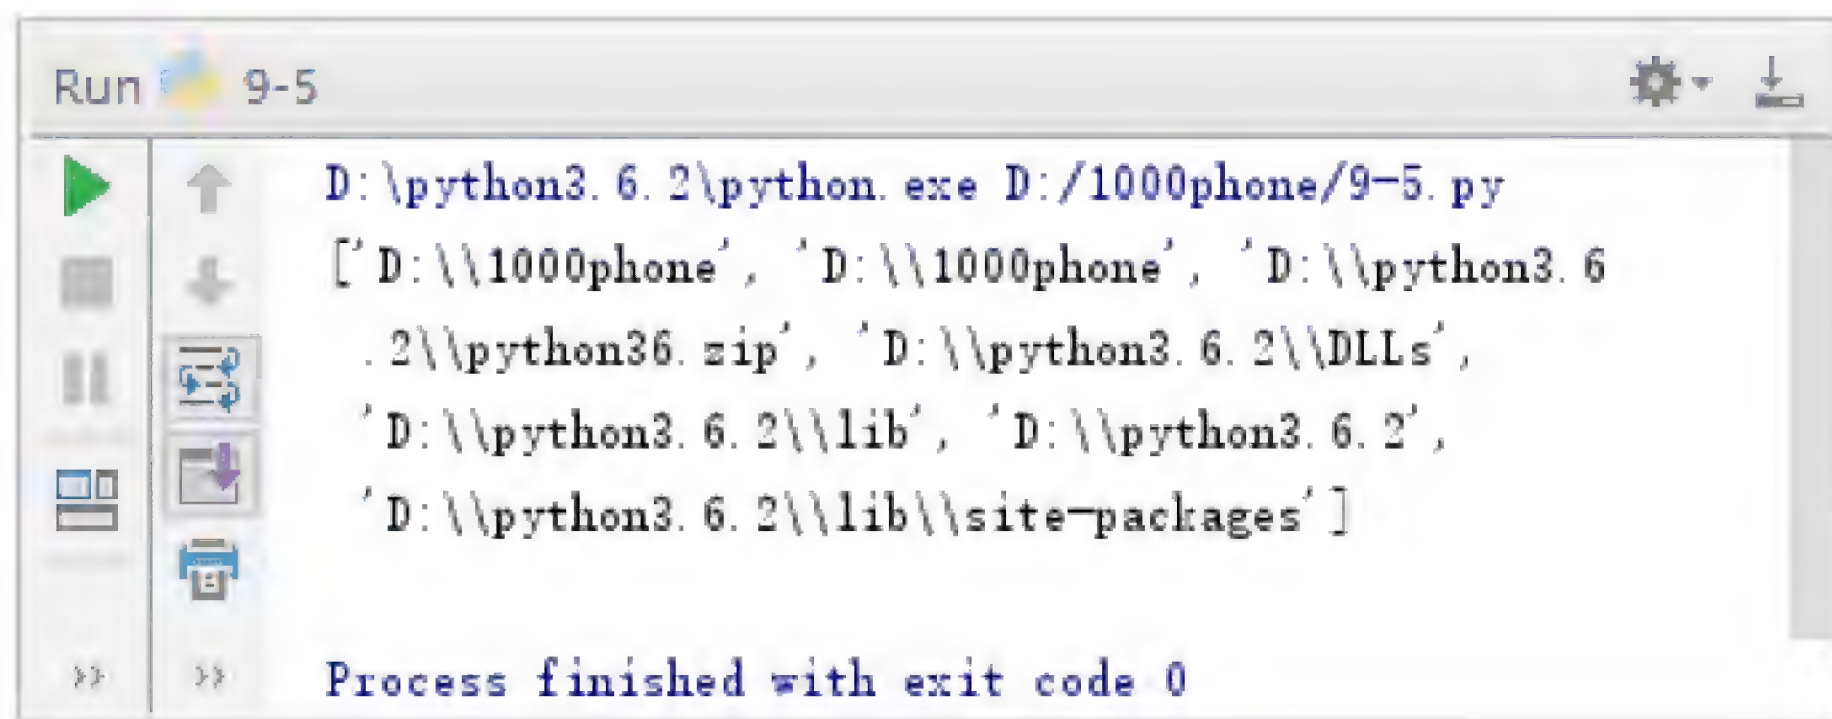 Run 9-5
D:\python3.6.2\python.exe D:/1000phone/9-5.py
['D:\\1000phone', 'D:\\1000phone', 'D:\\python3.6
.2\\python36.zip', 'D:\\python3.6.2\\DLLs',
'D:\\python3.6.2\\lib', 'D:\\python3.6.2',
'D:\\python3.6.2\\lib\\site-packages']
Process finished with exit code 0